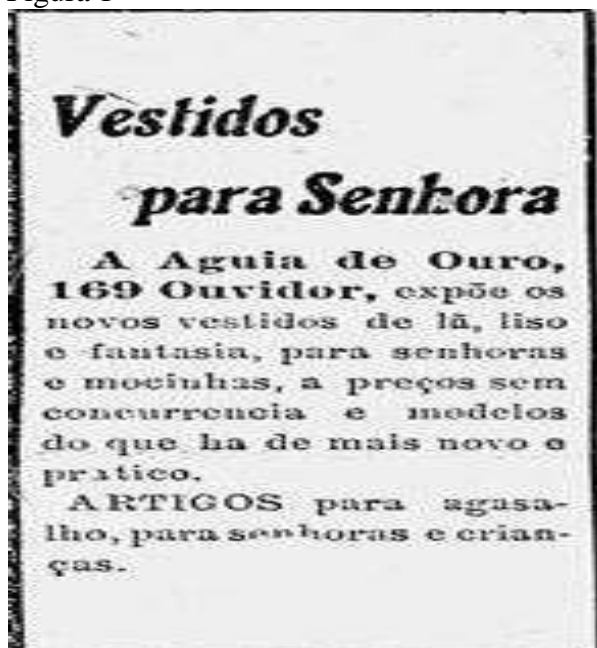 Vestidos
para Senhora
A Aguia de Ouro,
169 Ouvidor, expõe os
novos vestidos de lã, liso
e fantasia, para senhoras
e mocinhas, a preços sem
concurrencia e modelos
do que ha de mais novo e
pratico.
ARTIGOS para agasa-
lho, para senhoras e crian-
ças.